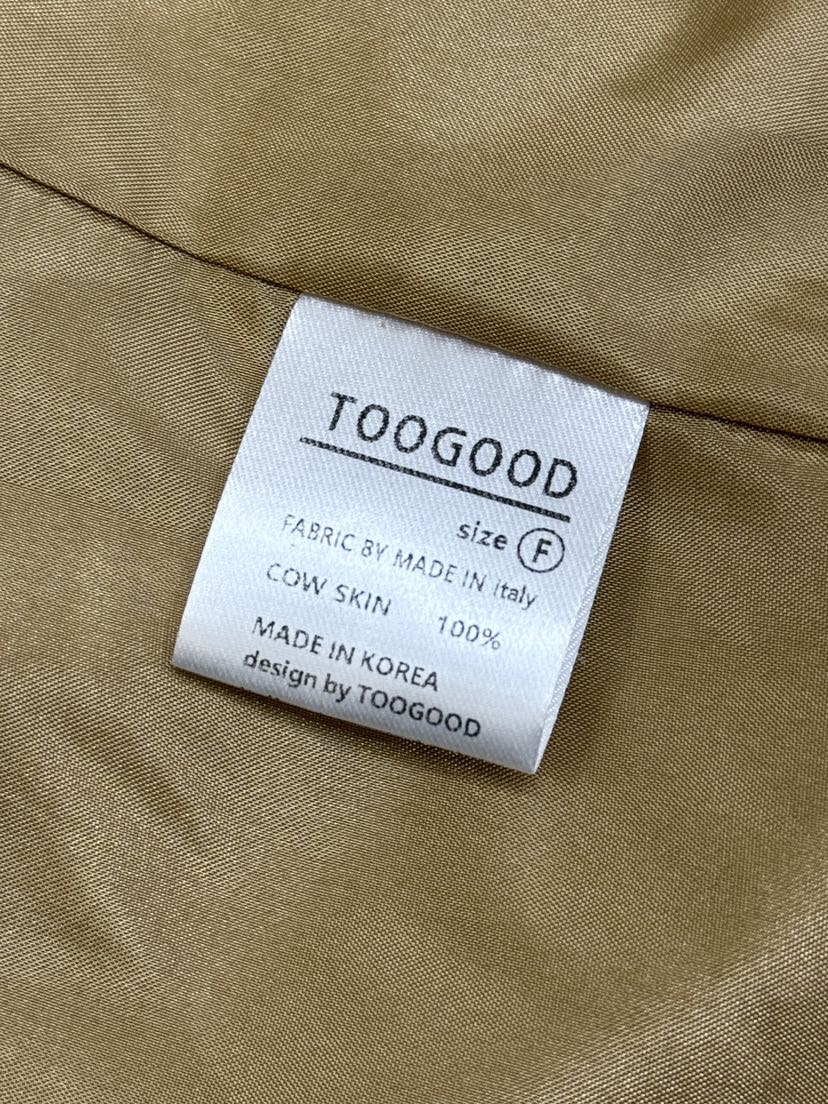 TOOGOOD
size F
FABRIC BY MADE IN Italy
COW SKIN 100%
MADE IN KOREA
design by TOOGOOD